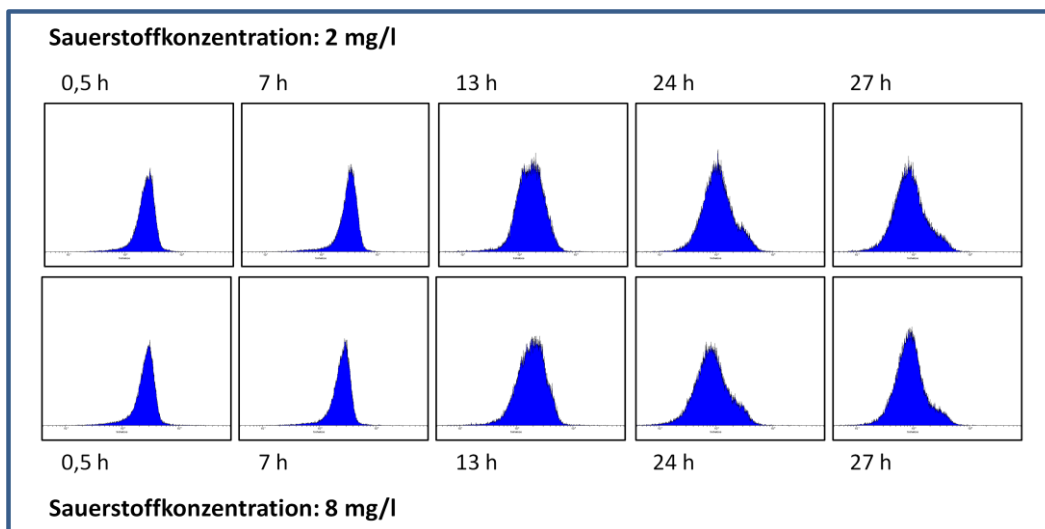 Sauerstoffkonzentration: 2 mg/l
0,5 h 7 h 13 h 24 h 27 h
0,5 h 7 h 13 h 24 h 27 h
Sauerstoffkonzentration: 8 mg/l